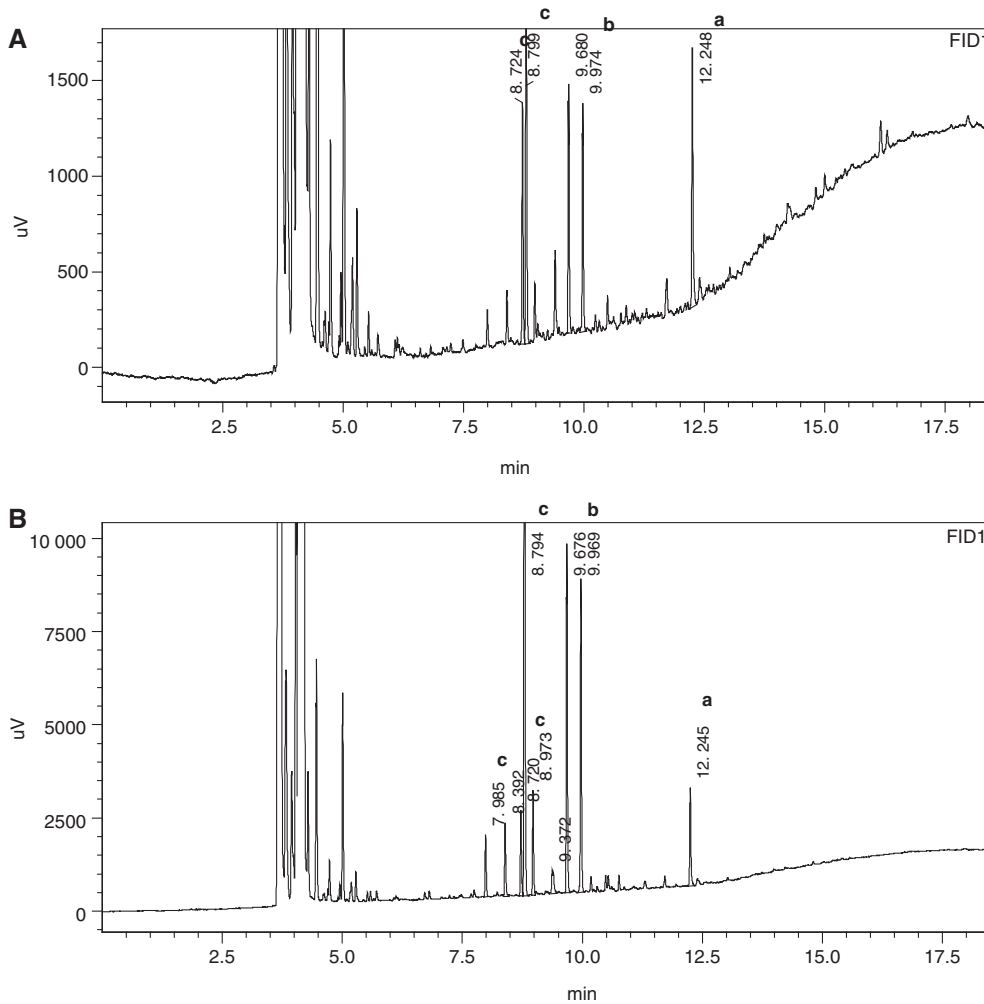 c
b
a
A
FID1
c
8. 724
8. 799
9. 680
9. 974
12. 248
1500
1000
500
0
uV
2.5 5.0 7.5 10.0 12.5 15.0 17.5
min
B
c
b
FID1
10 000
8. 794
9. 676
9. 969
7500
5000
2500
0
uV
a
12. 245
c
8. 973
c
7. 985
8. 392
8. 720
9. 372
2.5 5.0 7.5 10.0 12.5 15.0 17.5
min